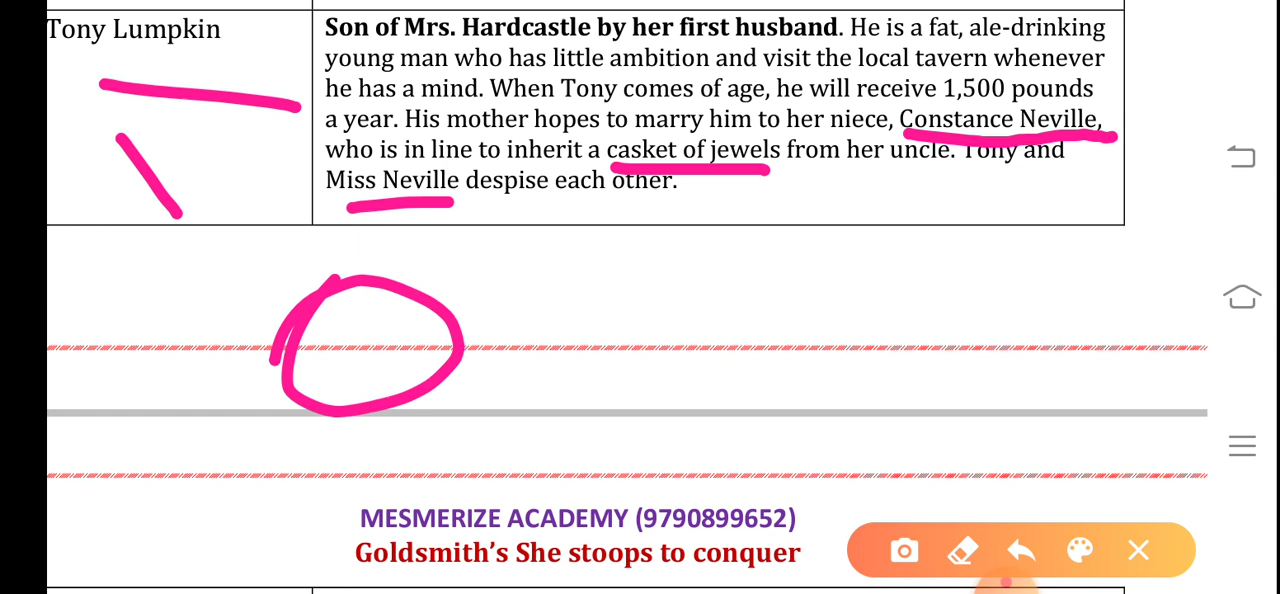 Tony Lumpkin
Son of Mrs. Hardcastle by her first husband. He is a fat, ale-drinking
young man who has little ambition and visit the local tavern whenever
he has a mind. When Tony comes of age, he will receive 1,500 pounds
a year. His mother hopes to marry him to her niece, Constance Neville,
who is in line to inherit a casket of jewels from her uncle. Tony and
Miss Neville despise each other.
MESMERIZE ACADEMY (9790899652)
Goldsmith’s She stoops to conquer